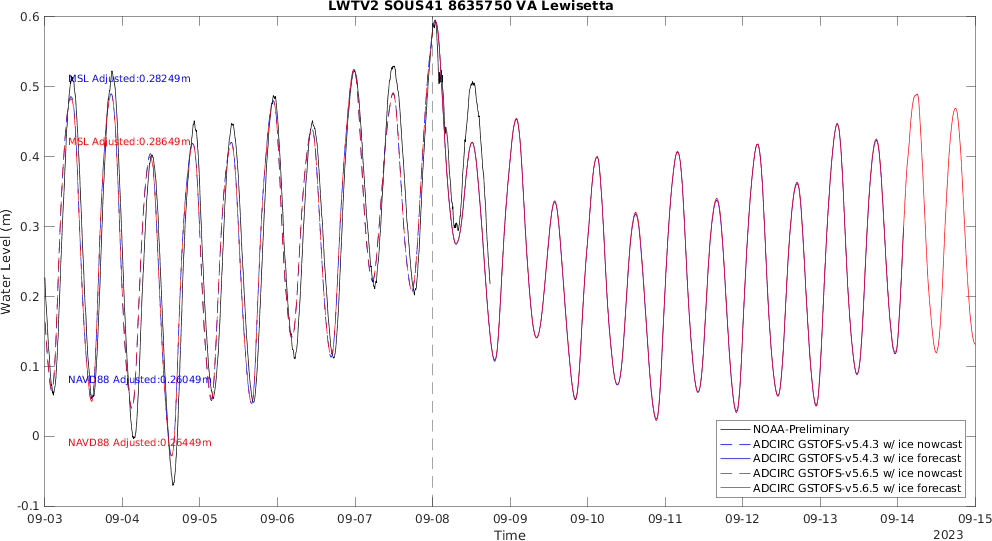 LWTV2 SOUS41 8635750 VA Lewisetta
0.6
0.5
0.4
0.3
0.2
0.1
0
-0.1
Water Level (m)
MSL Adjusted:0.28249m
MSL Adjusted:0.28649m
NAVD88 Adjusted:0.26049m
NAVD88 Adjusted:0.26449m
NOAA-Preliminary
ADCIRC GSTOFS-v5.4.3 w/ ice nowcast
ADCIRC GSTOFS-v5.4.3 w/ ice forecast
ADCIRC GSTOFS-v5.6.5 w/ ice nowcast
ADCIRC GSTOFS-v5.6.5 w/ ice forecast
09-03 09-04 09-05 09-06 09-07 09-08 09-09 09-10 09-11 09-12 09-13 09-14 09-15
Time
2023